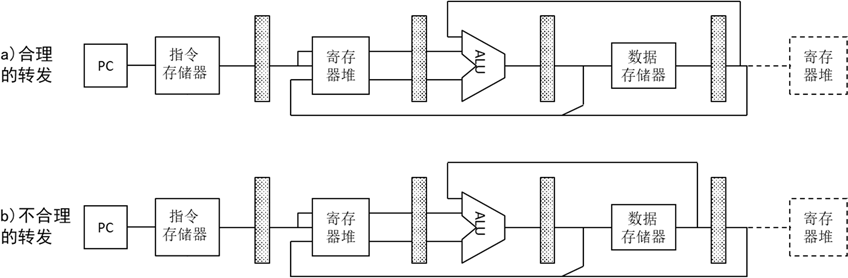 a)合理
的转发
PC
指令
存储器
寄存
器堆
ALU
数据
存储器
寄存
器堆
b)不合理
的转发
PC
指令
存储器
寄存
器堆
ALU
数据
存储器
寄存
器堆